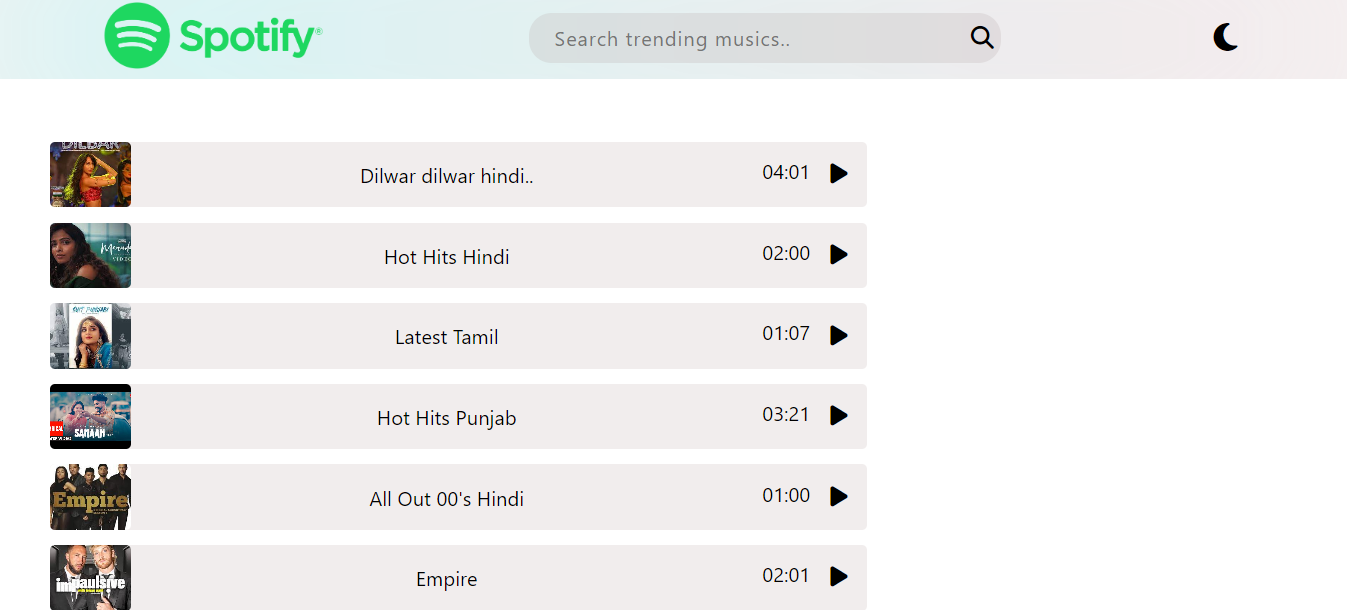 Spotify®
Search trending musics..
DILBAR
Dilwar dilwar hindi..
04:01
Hot Hits Hindi
02:00
Latest Tamil
01:07
SANAAH
Hot Hits Punjab
03:21
Empire
All Out 00's Hindi
01:00
impaulsive
Empire
02:01